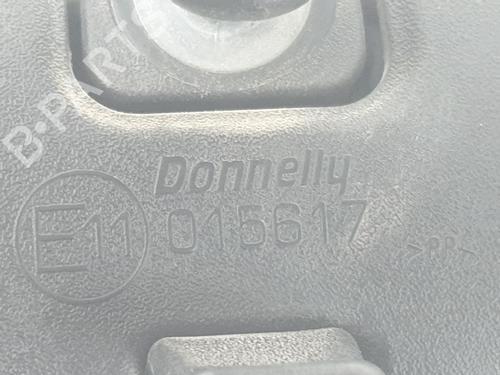 B-PARTS
Donnelly
E11 015617
>PP<